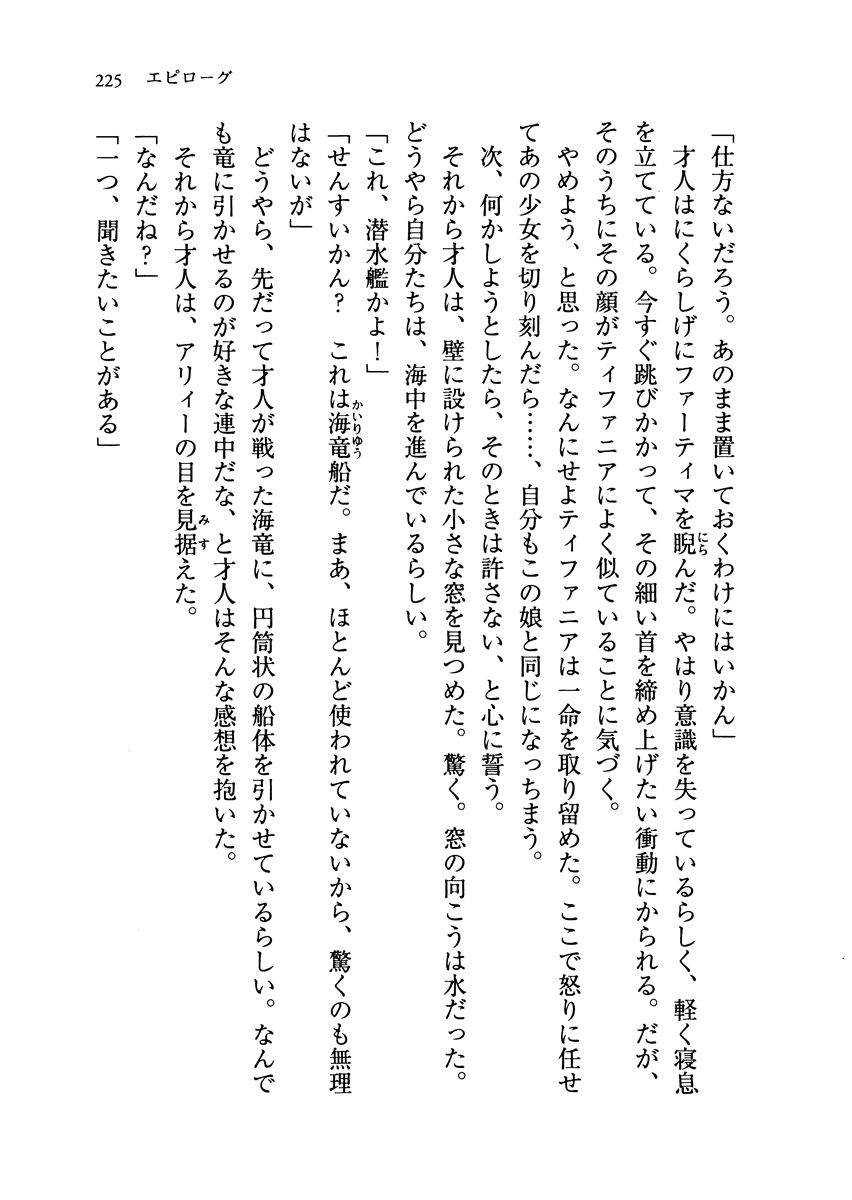 225　エピローグ
「仕方ないだろう。あのまま置いておくわけにはいかん」
才人はにくらしげにファーティマを睨んだ。やはり意識を失っているらしく、軽く寝息
を立てている。今すぐ跳びかかって、その細い首を締め上げたい衝動にかられる。だが、
そのうちにその顔がティファニアによく似ていることに気づく。
やめよう、と思った。なんにせよティファニアは一命を取り留めた。ここで怒りに任せ
てあの少女を切り刻んだら……、自分もこの娘と同じになっちまう。
次、何かしようとしたら、そのときは許さない、と心に誓う。
それから才人は、壁に設けられた小さな窓を見つめた。驚く。窓の向こうは水だった。
どうやら自分たちは、海中を進んでいるらしい。
「これ、潜水艦かよ！」
「せんすいかん？　これは海竜船だ。まあ、ほとんど使われていないから、驚くのも無理
はないが」
どうやら、先だって才人が戦った海竜に、円筒状の船体を引かせているらしい。なんで
も竜に引かせるのが好きな連中だな、と才人はそんな感想を抱いた。
それから才人は、アリィーの目を見据えた。
「なんだね？」
「一つ、聞きたいことがある」
にら
かいりゆう
みす